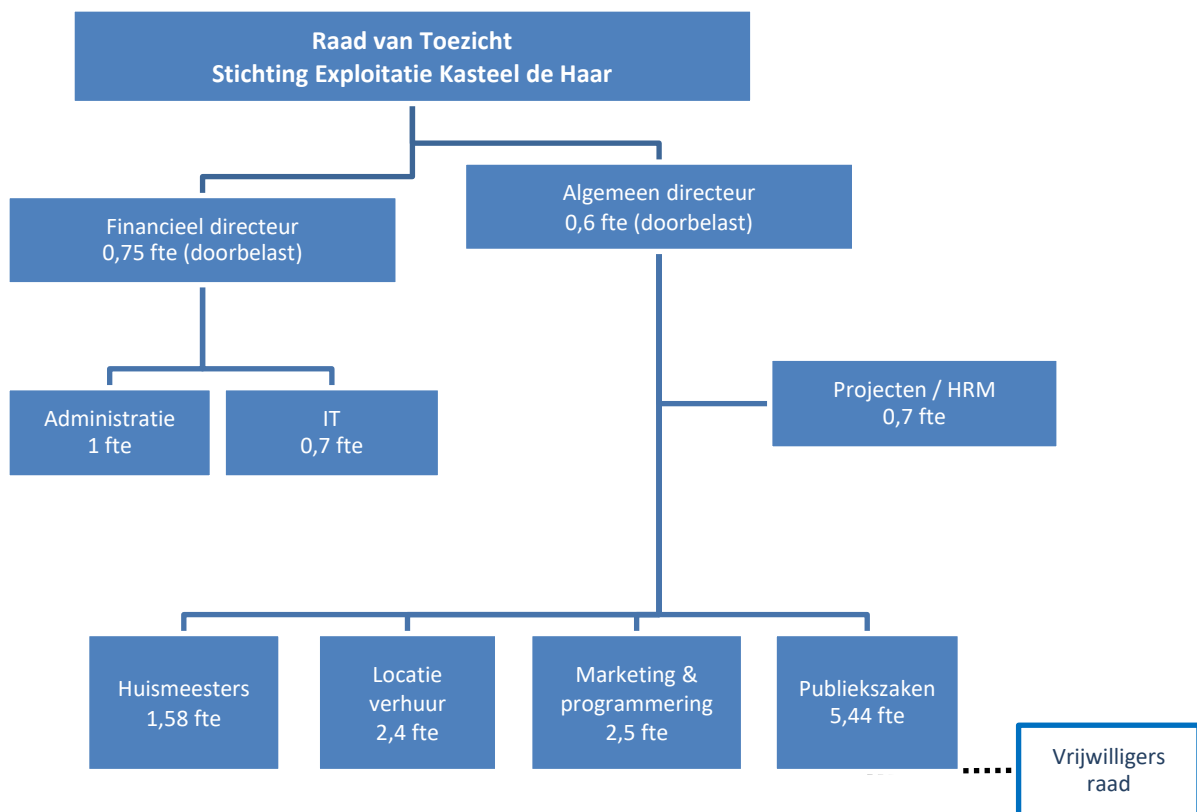 Raad van Toezicht
Stichting Exploitatie Kasteel de Haar
Algemeen directeur
0,6 fte (doorbelast)
Financieel directeur
0,75 fte (doorbelast)
Projecten / HRM
0,7 fte
Administratie
1 fte
IT
0,7 fte
Huismeesters
1,58 fte
Locatie
verhuur
2,4 fte
Marketing &
programmering
2,5 fte
Publiekszaken
5,44 fte
Vrijwilligers
raad